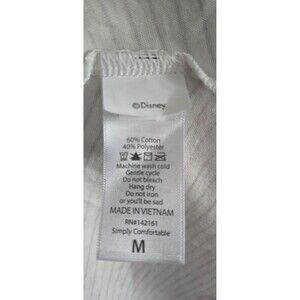 ©Disney
60% Cotton
40% Polyester
Machine wash cold
Gentle cycle
Do not bleach
Hang dry
Do not iron
or you'll be sad
MADE IN VIETNAM
RN#142161
Simply Comfortable
M